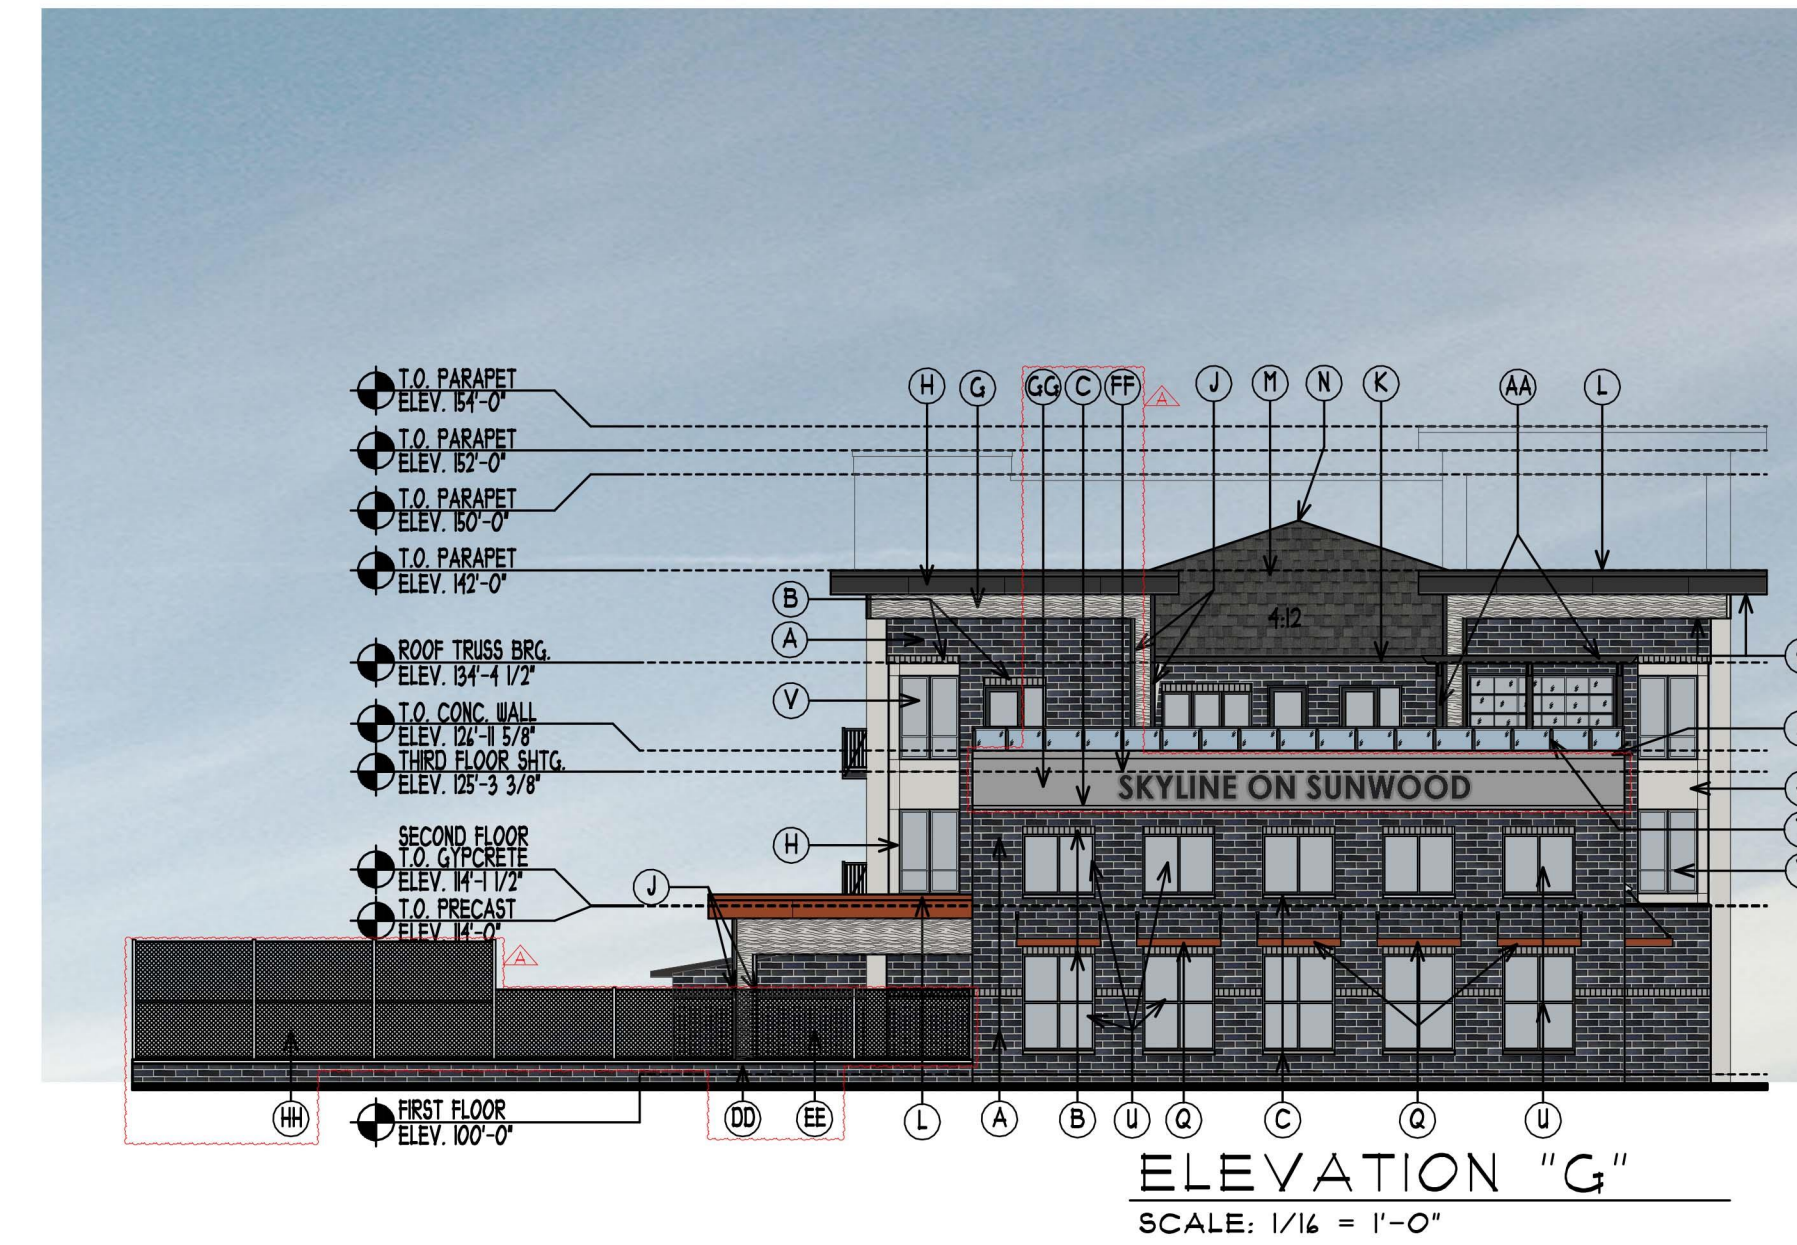 T.O. PARAPET
ELEV. 154'-0"
T.O. PARAPET
ELEV. 152'-0"
T.O. PARAPET
ELEV. 150'-0"
T.O. PARAPET
ELEV. 142'-0"
ROOF TRUSS BRG.
ELEV. 134'-4 1/2"
T.O. CONC. WALL
ELEV. 126'-11 5/8"
THIRD FLOOR SHTG.
ELEV. 125'-3 3/8"
SECOND FLOOR
T.O. GYPCRETE
ELEV. 114'-1 1/2"
T.O. PRECAST
ELEV. 114'-0"
FIRST FLOOR
ELEV. 100'-0"
H G GG C FF A J M N K AA L
B
A
V
H
J
4:12
SKYLINE ON SUNWOOD
A
HH DD EE L A B U Q C Q U
ELEVATION "G"
SCALE: 1/16 = 1'-0"